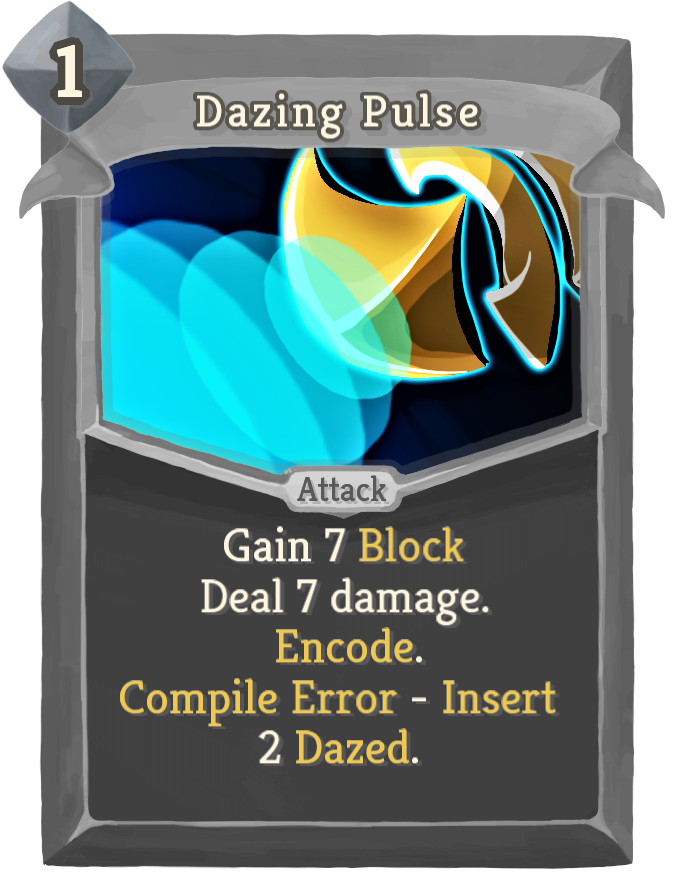 1
Dazing Pulse
Attack
Gain 7 Block
Deal 7 damage.
Encode.
Compile Error - Insert
2 Dazed.